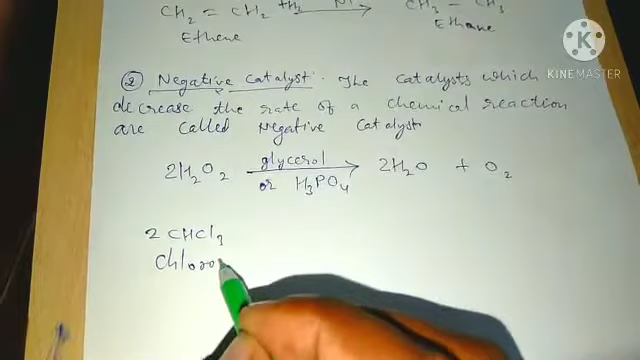 CH₂ = CH₂ +H₂ Ni CH₃ – CH₃
Ethene Ethane
② Negative Catalyst. The catalysts which
decrease the rate of a chemical reaction
are called Negative Catalyst
2H₂O₂ glycerol or H₃PO₄ → 2H₂O + O₂
2 CHCl₃
Chloro
KINEMASTER